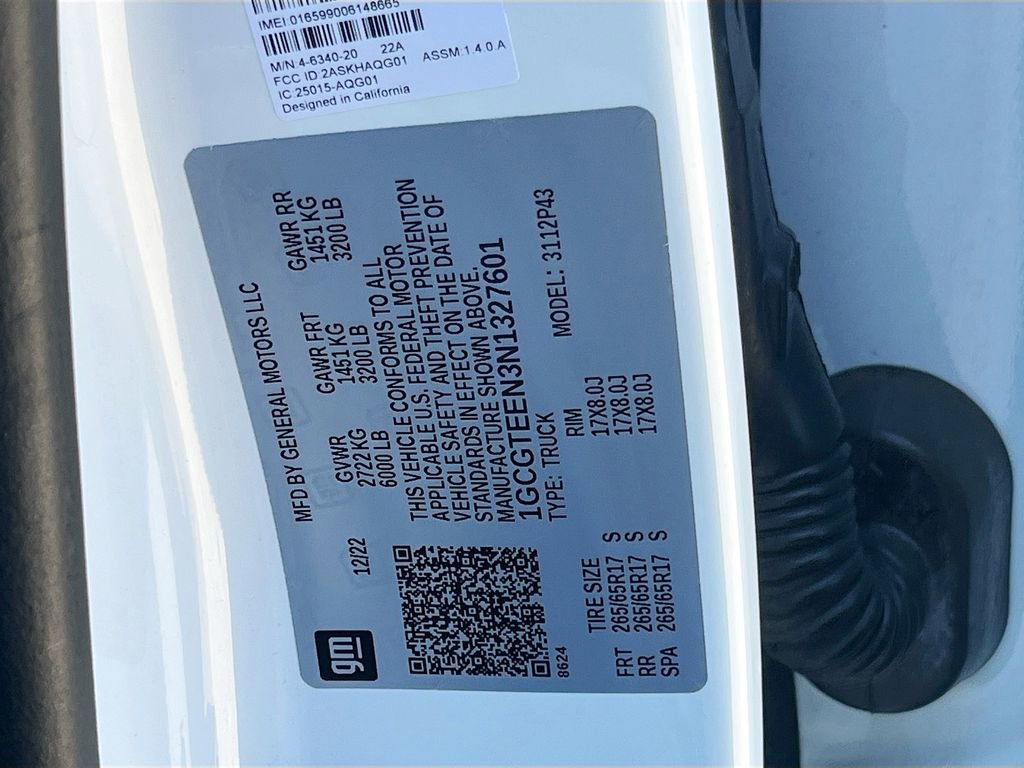 IMEI:016599006148665
M/N:4-6340-20 22A
FCC ID:2ASKHAQG01 ASSM:1.4.0.A
IC:25015-AQG01
Designed in California
gm
MFD BY GENERAL MOTORS LLC
12/22 GVWR GAWR FRT GAWR RR
2722 KG 1451 KG 1451 KG
6000 LB 3200 LB 3200 LB
THIS VEHICLE CONFORMS TO ALL
APPLICABLE U.S. FEDERAL MOTOR
VEHICLE SAFETY AND THEFT PREVENTION
STANDARDS IN EFFECT ON THE DATE OF
MANUFACTURE SHOWN ABOVE.
1GCGTEEN3N1327601
TYPE: TRUCK MODEL: 3112P43
8624
TIRE SIZE RIM
FRT 265/65R17 S 17X8.0J
RR 265/65R17 S 17X8.0J
SPA 265/65R17 S 17X8.0J